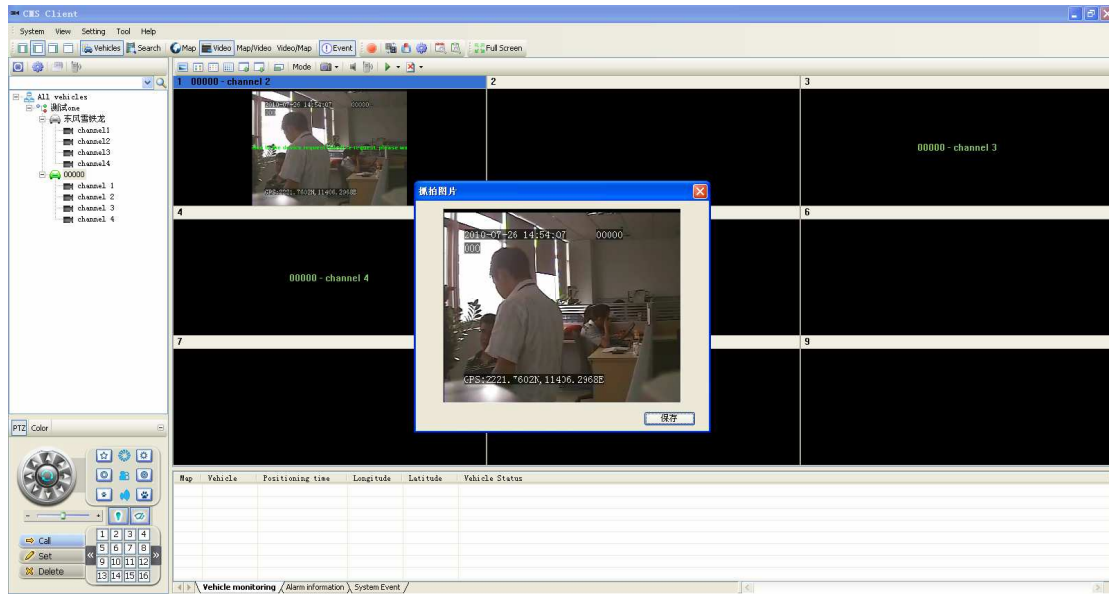 CMS Client
System View Setting Tool Help
Vehicles Search Map Video Map/Video Video/Map Event Full Screen
Mode
All vehicles
测试one
东风雪铁龙
channel1
channel2
channel3
channel4
00000
channel 1
channel 2
channel 3
channel 4
1 00000 - channel 2
2010-07-26 14:54:07 00000
000
2
3
00000 - channel 3
4
00000 - channel 4
6
7
9
抓拍图片
2010-07-26 14:54:07 00000
000
GPS:2221.7602N,11406.2968E
保存
PTZ Color
Call
Set
Delete
1 2 3 4
5 6 7 8
9 10 11 12
13 14 15 16
Map Vehicle Positioning time Longitude Latitude Vehicle Status
Vehicle monitoring Alarm information System Event